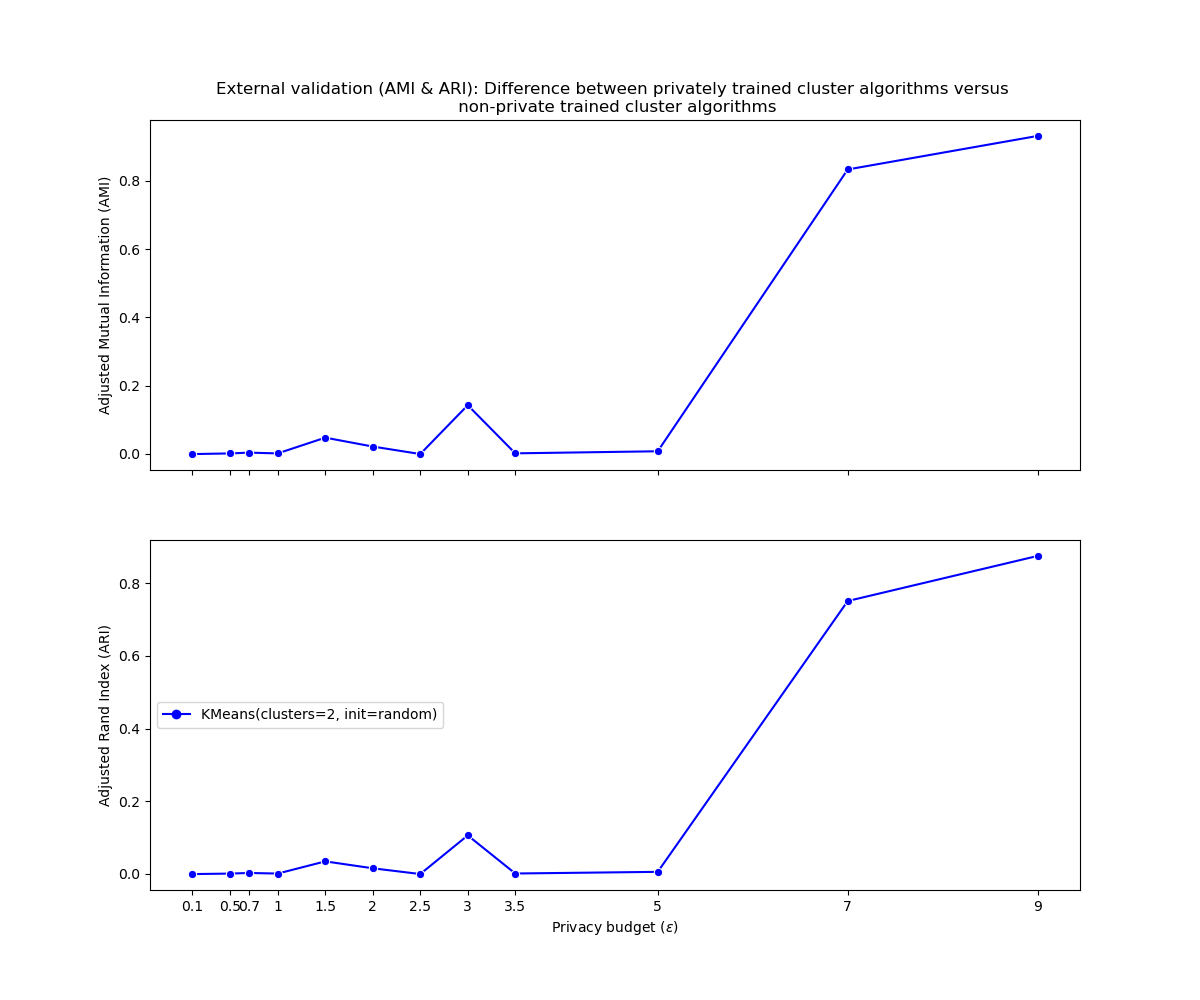 External validation (AMI & ARI): Difference between privately trained cluster algorithms versus
non-private trained cluster algorithms
Adjusted Mutual Information (AMI)
0.8
0.6
0.4
0.2
0.0
Adjusted Rand Index (ARI)
0.8
0.6
0.4
0.2
0.0
KMeans(clusters=2, init=random)
0.1 0.5 0.7 1 1.5 2 2.5 3 3.5 5 7 9
Privacy budget (ε)